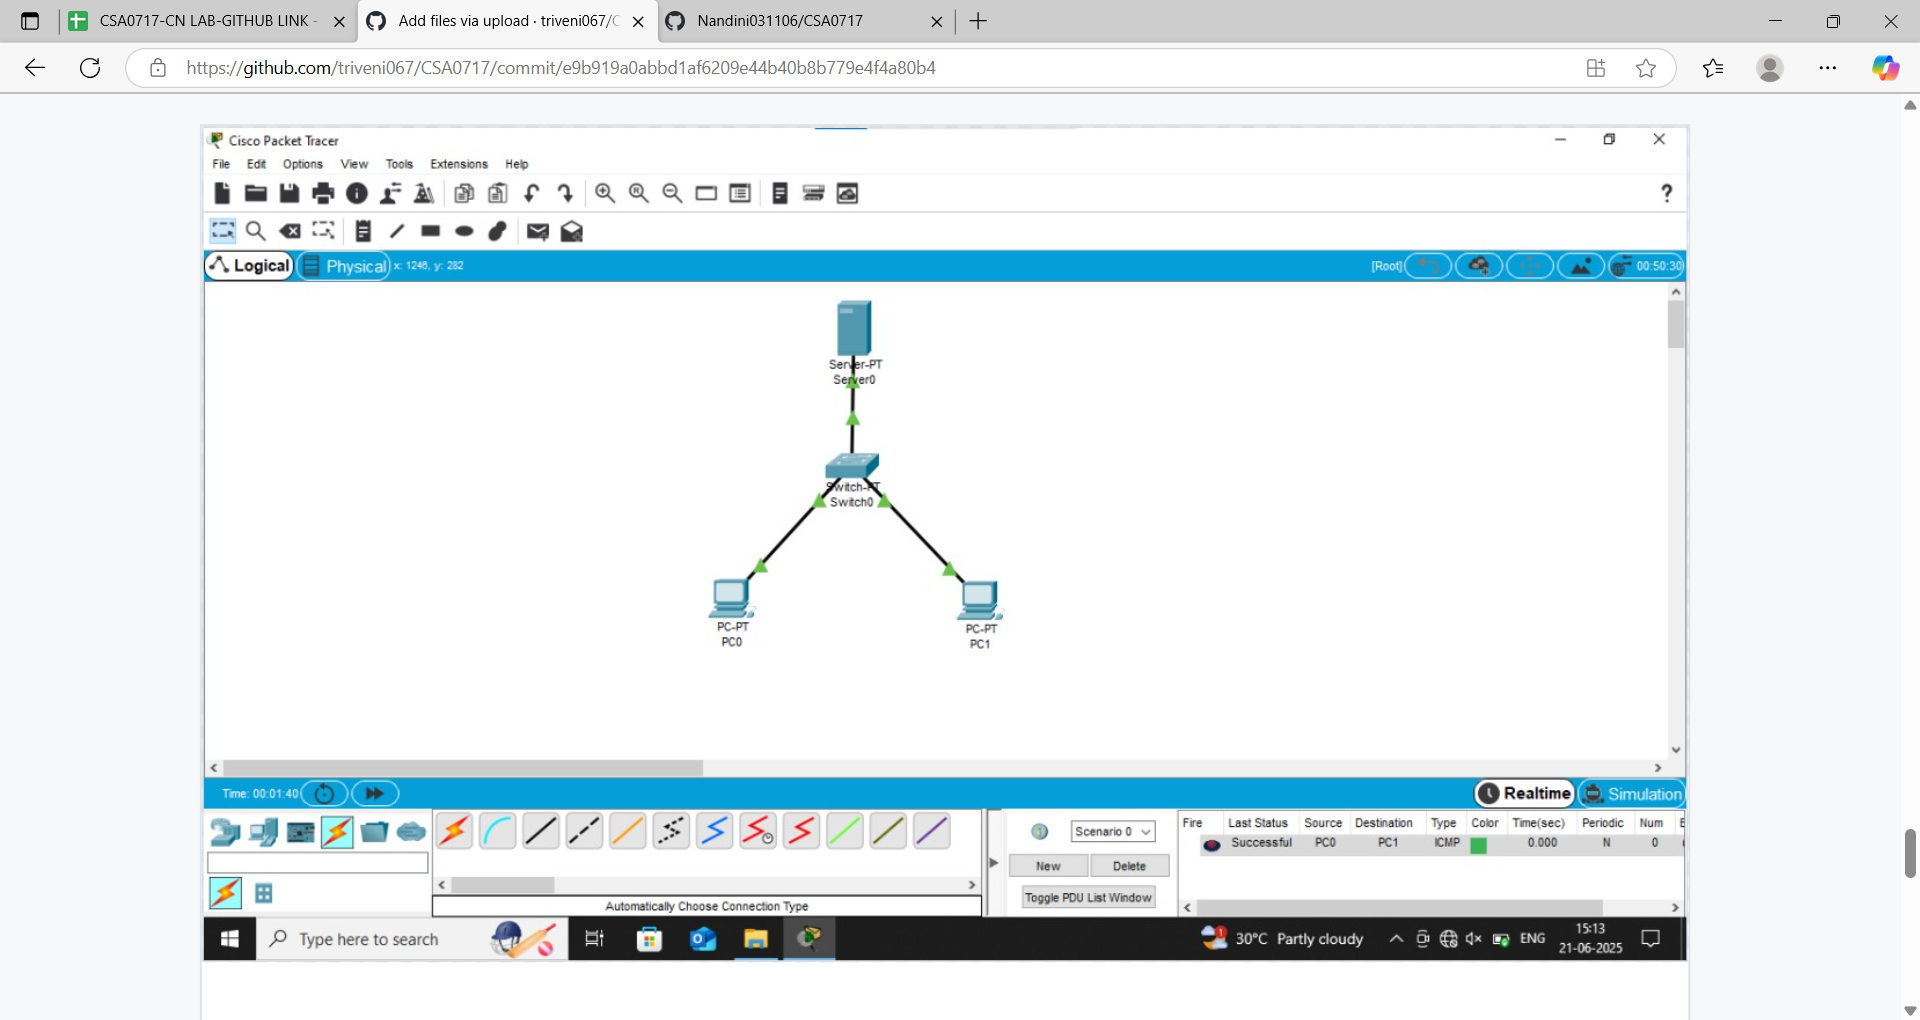 CSA0717-CN LAB-GITHUB LINK -
Add files via upload · triveni067/C
Nandini031106/CSA0717
https://github.com/triveni067/CSA0717/commit/e9b919a0abbd1af6209e44b40b8b779e4f4a80b4
Cisco Packet Tracer
File Edit Options View Tools Extensions Help
?
Logical Physical x: 1246, y: 282 [Root] 00:50:30
Server-PT
Server0
Switch-PT
Switch0
PC-PT
PC0
PC-PT
PC1
Time: 00:01:40
Realtime Simulation
Scenario 0
New Delete
Toggle PDU List Window
Fire Last Status Source Destination Type Color Time(sec) Periodic Num E
Successful PC0 PC1 ICMP 0.000 N 0
Automatically Choose Connection Type
Type here to search
1
30°C Partly cloudy
ENG
15:13
21-06-2025